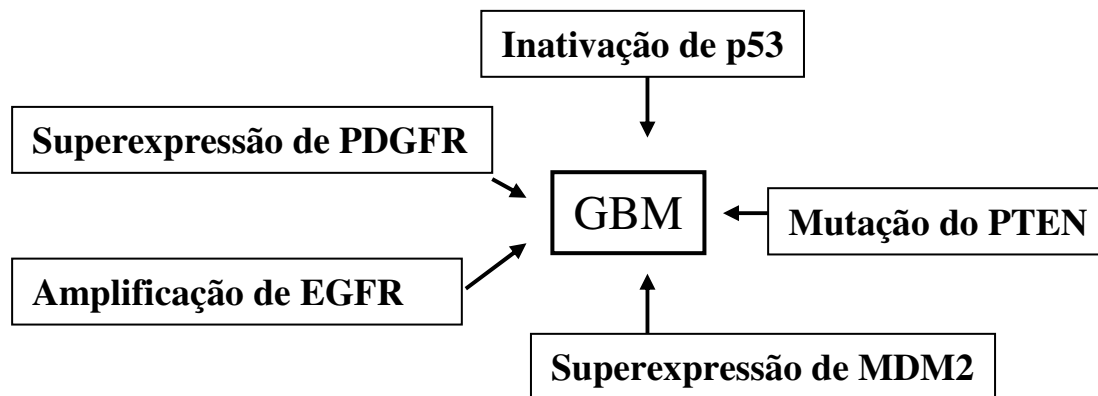 Inativação de p53
Superexpressão de PDGFR
GBM
Mutação do PTEN
Amplificação de EGFR
Superexpressão de MDM2